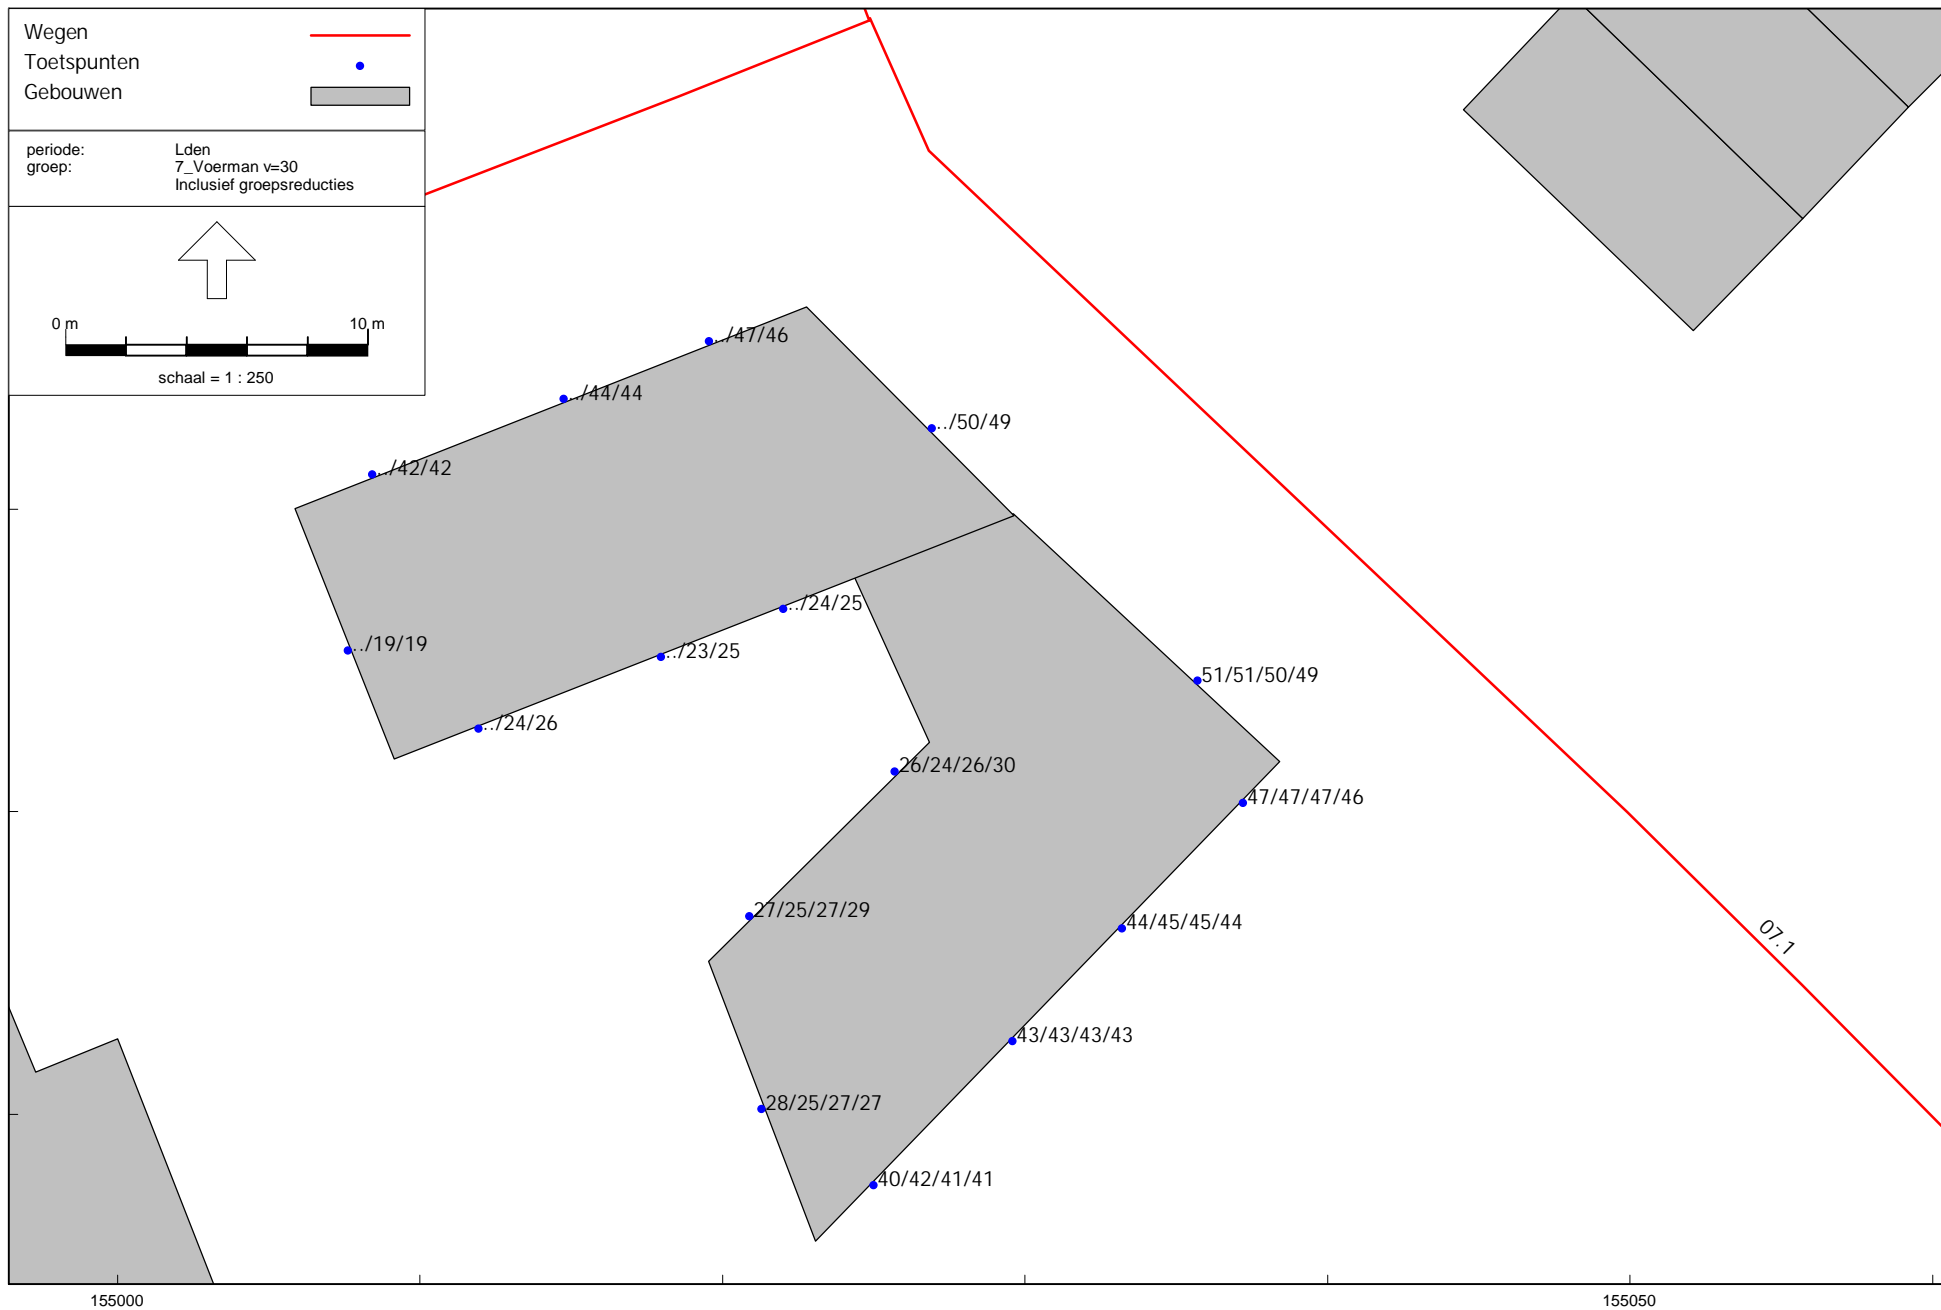 Wegen
Toetspunten
Gebouwen
periode: Lden
groep: 7_Voerman v=30
Inclusief groepsreducties
0 m 10 m
schaal = 1 : 250
../47/46
../44/44
../50/49
../42/42
../24/25
../19/19
../23/25
51/51/50/49
../24/26
26/24/26/30
47/47/47/46
27/25/27/29
44/45/45/44
07.1
43/43/43/43
28/25/27/27
40/42/41/41
155000
155050